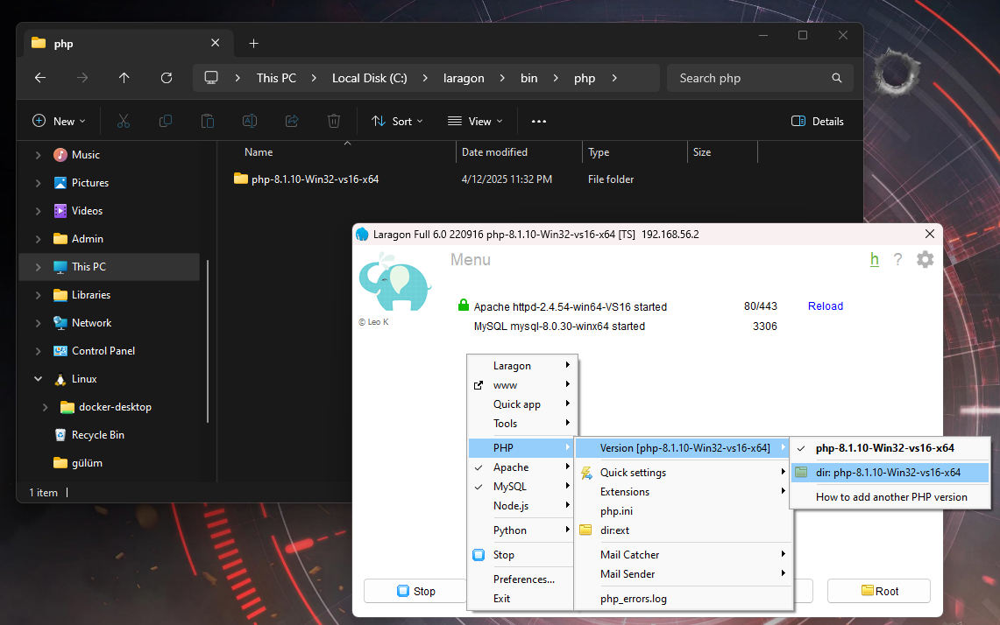 php
This PC
Local Disk (C:)
laragon
bin
php
Search php
New
Sort
View
Details
Music
Pictures
Videos
Admin
This PC
Libraries
Network
Control Panel
Linux
docker-desktop
Recycle Bin
gülüm
Name
Date modified
Type
Size
php-8.1.10-Win32-vs16-x64
4/12/2025 11:32 PM
File folder
1 item
Laragon Full 6.0 220916 php-8.1.10-Win32-vs16-x64 [TS] 192.168.56.2
Menu
h
?
© Leo K
Apache httpd-2.4.54-win64-VS16 started
80/443
Reload
MySQL mysql-8.0.30-winx64 started
3306
Laragon
www
Quick app
Tools
PHP
Apache
MySQL
Node.js
Python
Stop
Preferences...
Exit
Version [php-8.1.10-Win32-vs16-x64]
Quick settings
Extensions
php.ini
dir:ext
Mail Catcher
Mail Sender
php_errors.log
php-8.1.10-Win32-vs16-x64
dir: php-8.1.10-Win32-vs16-x64
How to add another PHP version
Stop
Root